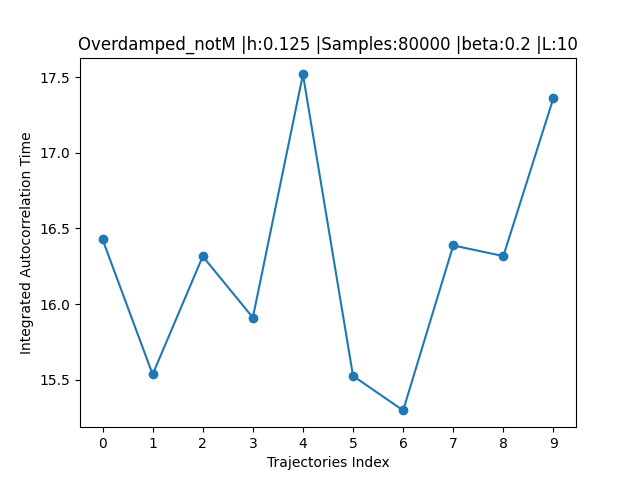 Overdamped_notM |h:0.125 |Samples:80000 |beta:0.2 |L:10
17.5
17.0
16.5
16.0
15.5
Integrated Autocorrelation Time
0 1 2 3 4 5 6 7 8 9
Trajectories Index